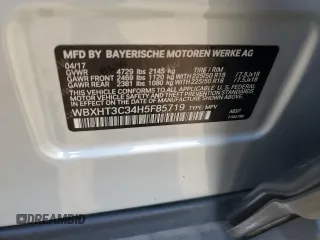 MFD BY BAYERISCHE MOTOREN WERKE AG
04/17 TIRE / RIM
GVWR 4729 lbs 2145 kg
GAWR FRONT 2469 lbs 1120 kg WITH 225/50 R18 /7.5Jx18
GAWR REAR 2381 lbs 1080 kg WITH 225/50 R18 /7.5Jx18
THIS VEHICLE CONFORMS TO ALL APPLICABLE FEDERAL
MOTOR VEHICLE SAFETY, BUMPER, AND THEFT PREVENTION
STANDARDS IN EFFECT ON THE DATE OF MANUFACTURE SHOWN ABOVE.
WBXHT3C34H5F85719 TYPE: MPV
DREAMBID